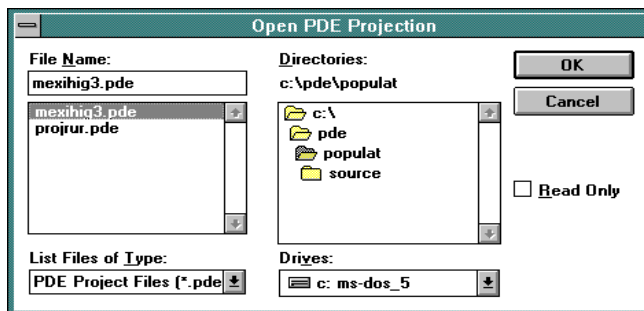 Open PDE Projection
File Name:
mexihig3.pde
mexihig3.pde
projrur.pde
List Files of Type:
PDE Project Files (*.pde
Directories:
c:\pde\populat
c:\
pde
populat
source
Drives:
c: ms-dos_5
OK
Cancel
Read Only